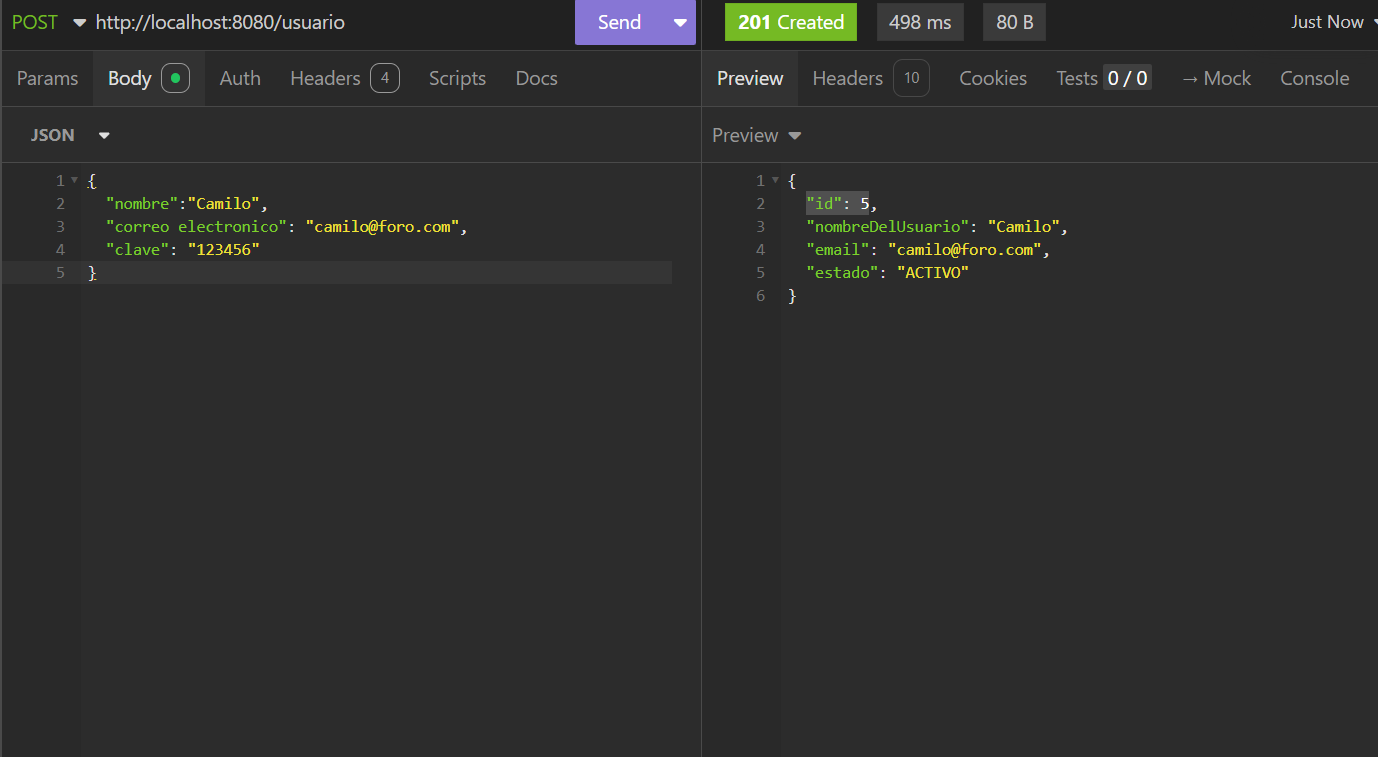 POST http://localhost:8080/usuario Send 201 Created 498 ms 80 B Just Now
Params Body Auth Headers 4 Scripts Docs Preview Headers 10 Cookies Tests 0 / 0 → Mock Console
JSON Preview
1 {
2 "nombre":"Camilo",
3 "correo electronico": "camilo@foro.com",
4 "clave": "123456"
5 }
1 {
2 "id": 5,
3 "nombreDelUsuario": "Camilo",
4 "email": "camilo@foro.com",
5 "estado": "ACTIVO"
6 }